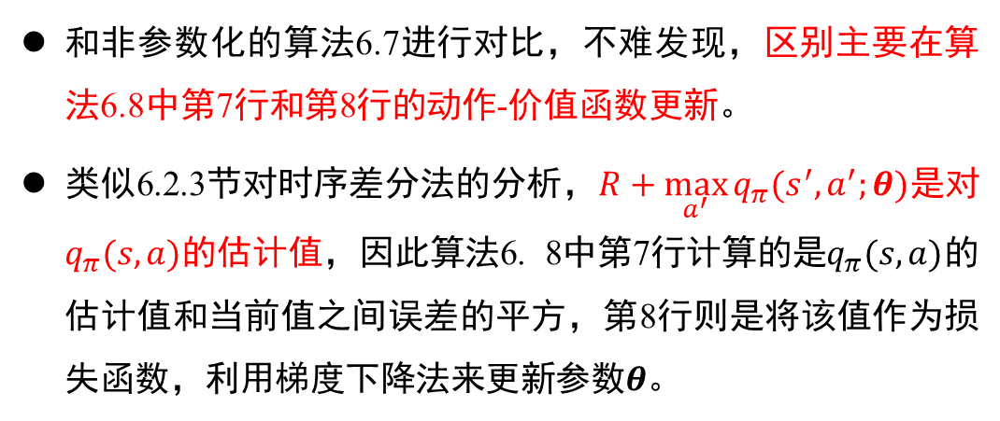 ● 和非参数化的算法6.7进行对比，不难发现，区别主要在算
法6.8中第7行和第8行的动作-价值函数更新。
● 类似6.2.3节对时序差分法的分析，R + max_{a′} q_π(s′, a′; θ)是对
q_π(s, a)的估计值，因此算法6. 8中第7行计算的是q_π(s, a)的
估计值和当前值之间误差的平方，第8行则是将该值作为损
失函数，利用梯度下降法来更新参数θ。